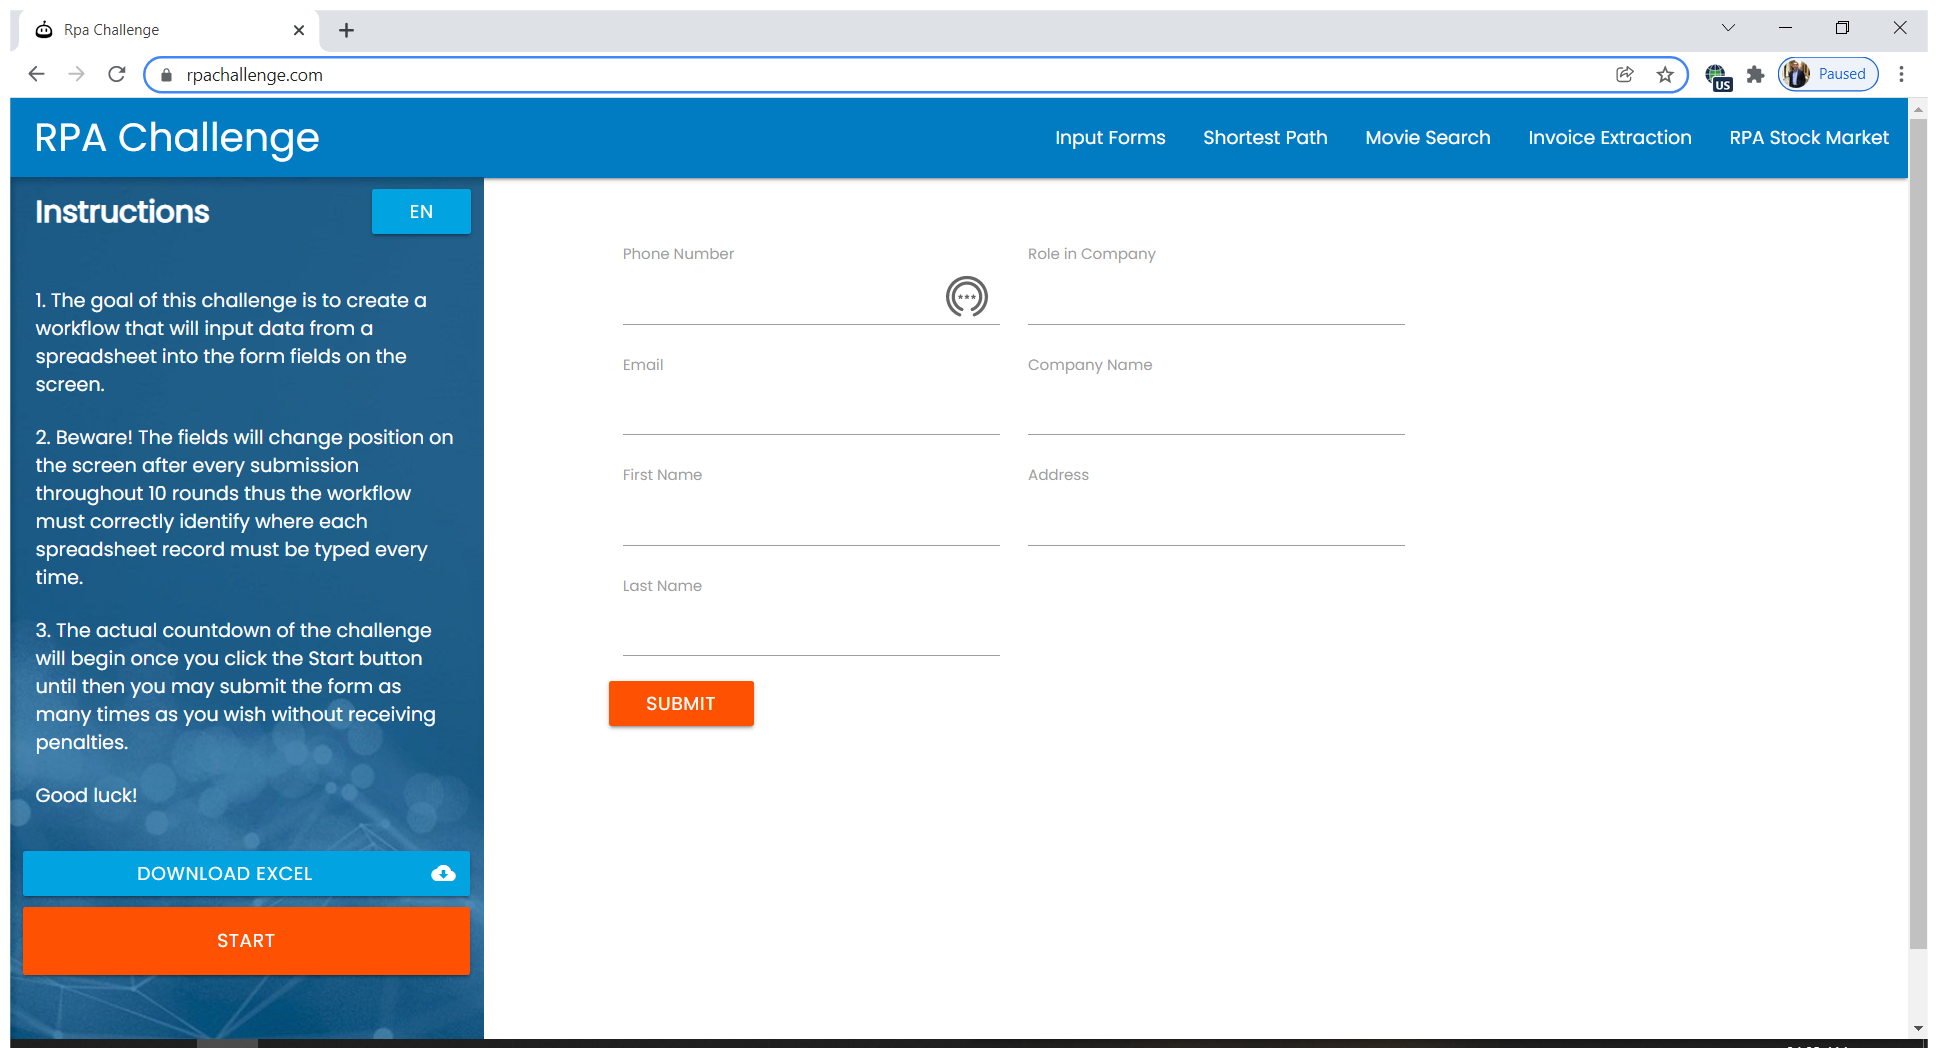 Rpa Challenge
rpachallenge.com
US
Paused
RPA Challenge
Input Forms
Shortest Path
Movie Search
Invoice Extraction
RPA Stock Market
Instructions
EN
1. The goal of this challenge is to create a
workflow that will input data from a
spreadsheet into the form fields on the
screen.
2. Beware! The fields will change position on
the screen after every submission
throughout 10 rounds thus the workflow
must correctly identify where each
spreadsheet record must be typed every
time.
3. The actual countdown of the challenge
will begin once you click the Start button
until then you may submit the form as
many times as you wish without receiving
penalties.
Good luck!
DOWNLOAD EXCEL
START
Phone Number
Role in Company
Email
Company Name
First Name
Address
Last Name
SUBMIT